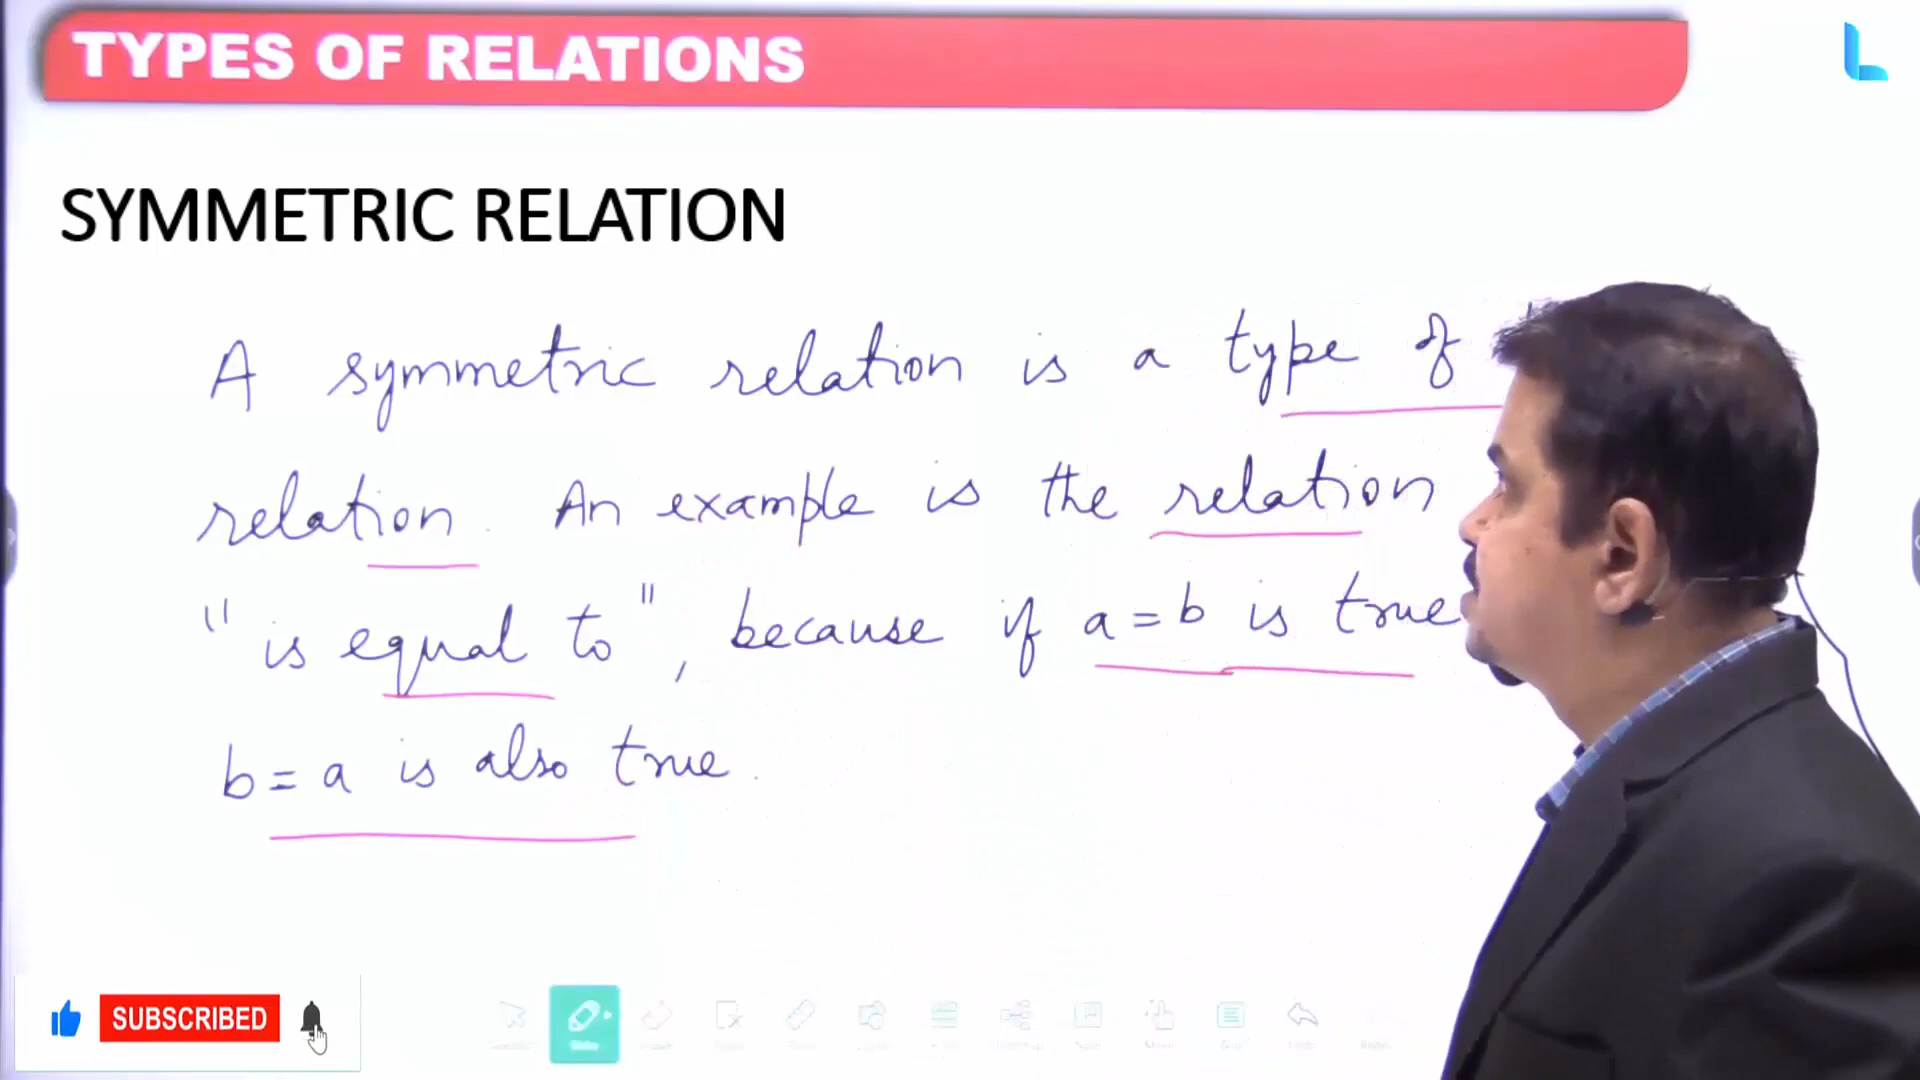 TYPES OF RELATIONS
SYMMETRIC RELATION
A symmetric relation is a type of
relation. An example is the relation
"is equal to", because if a = b is true
b = a is also true.
SUBSCRIBED